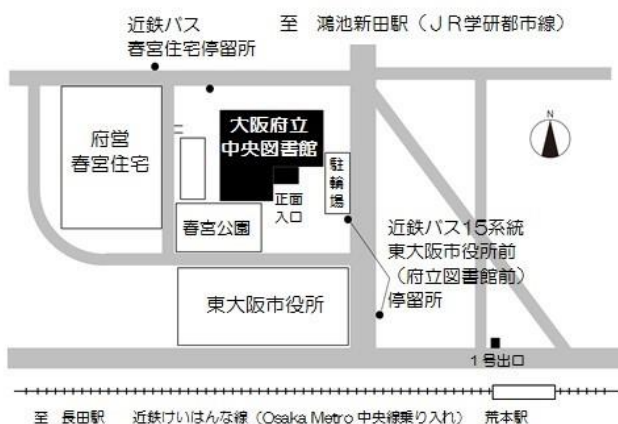 近鉄バス
春宮住宅停留所
至　鴻池新田駅（ＪＲ学研都市線）
府営
春宮住宅
大阪府立
中央図書館
正面
入口
駐輪場
N
春宮公園
近鉄バス15系統
東大阪市役所前
（府立図書館前）
停留所
東大阪市役所
1号出口
至　長田駅　近鉄けいはんな線（Osaka Metro 中央線乗り入れ）　荒本駅